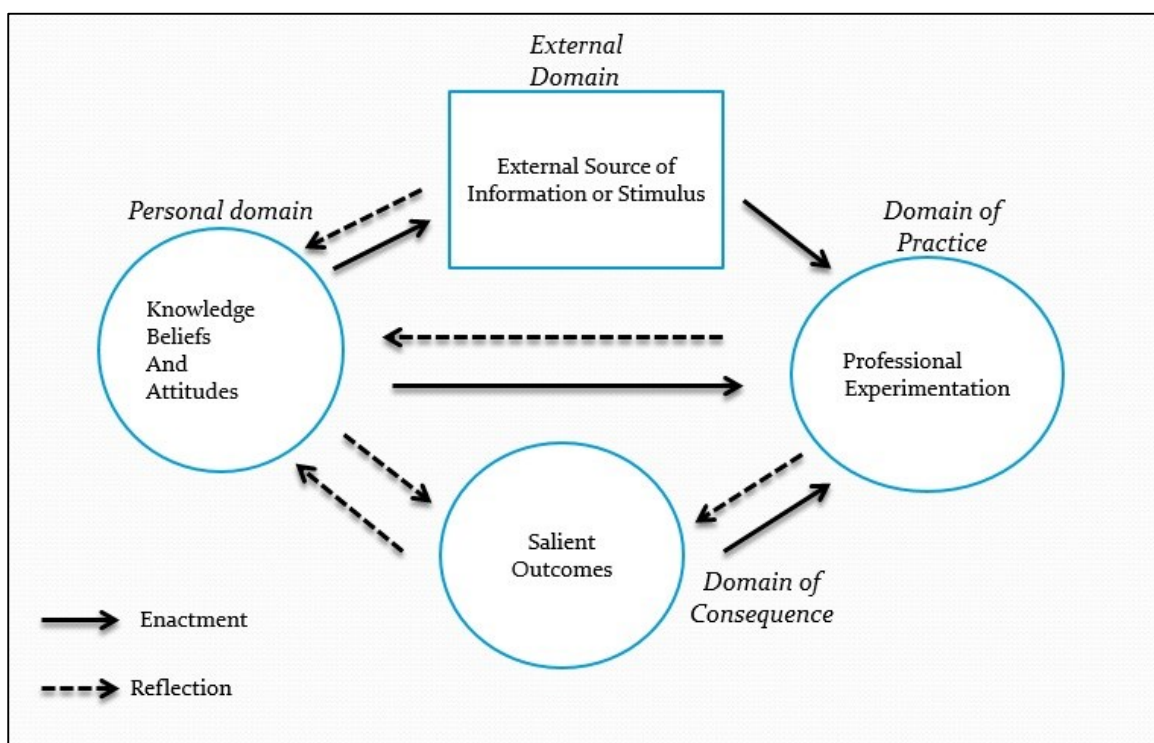 External
Domain
External Source of
Information or Stimulus
Personal domain
Domain of
Practice
Knowledge
Beliefs
And
Attitudes
Professional
Experimentation
Salient
Outcomes
Domain of
Consequence
Enactment
Reflection